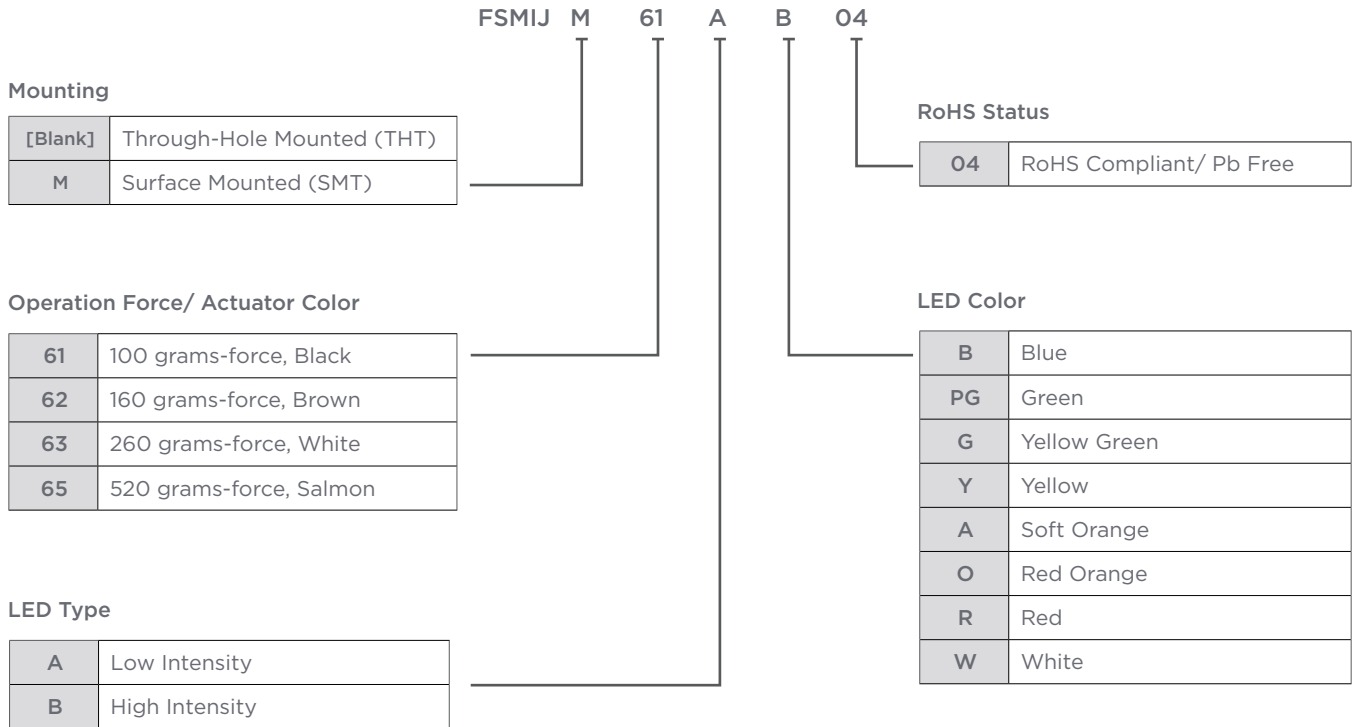 FSMIJ M 61 A B 04
Mounting
[Blank] Through-Hole Mounted (THT)
M Surface Mounted (SMT)
Operation Force/ Actuator Color
61 100 grams-force, Black
62 160 grams-force, Brown
63 260 grams-force, White
65 520 grams-force, Salmon
LED Type
A Low Intensity
B High Intensity
RoHS Status
04 RoHS Compliant/ Pb Free
LED Color
B Blue
PG Green
G Yellow Green
Y Yellow
A Soft Orange
O Red Orange
R Red
W White